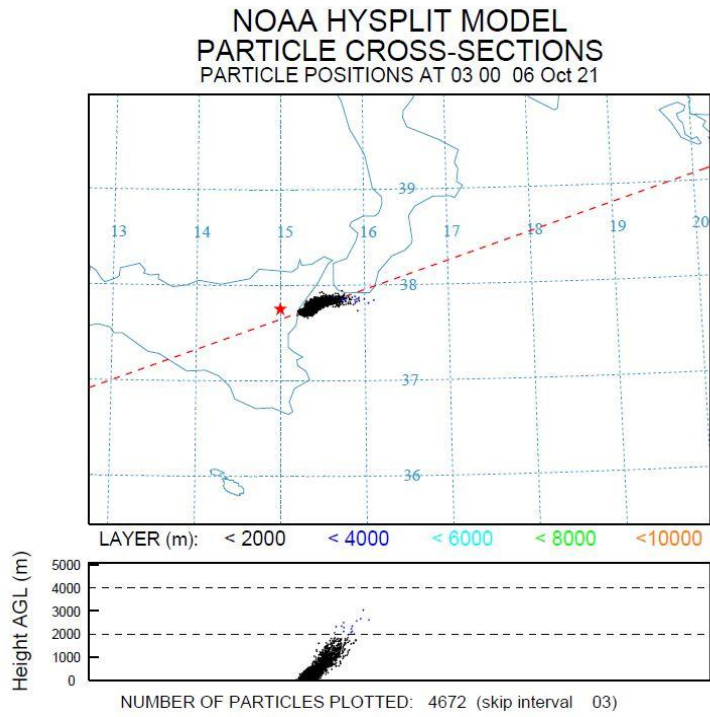 NOAA HYSPLIT MODEL
PARTICLE CROSS-SECTIONS
PARTICLE POSITIONS AT 03 00 06 Oct 21
39
13 14 15 16 17 18 19 20
38
37
36
LAYER (m): < 2000 < 4000 < 6000 < 8000 <10000
Height AGL (m)
5000
4000
3000
2000
1000
0
NUMBER OF PARTICLES PLOTTED: 4672 (skip interval 03)